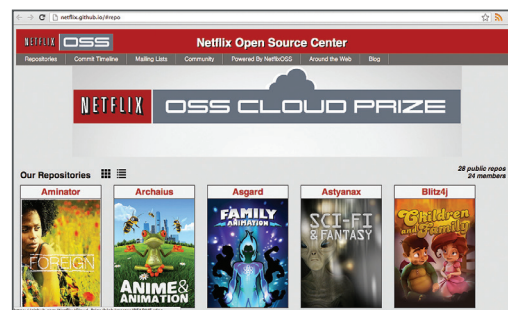 netflix.github.io/#repo
NETFLIX OSS
Netflix Open Source Center
Repositories Commit Timeline Mailing Lists Community Powered By NetflixOSS Around the Web Blog
NETFLIX OSS CLOUD PRIZE
Our Repositories
28 public repos
24 members
Aminator Archaius Asgard Astyanax Blitz4j
FOREIGN
ANIME &
ANIMATION
FAMILY
ANIMATION
SCI-FI
& FANTASY
Children
and Family